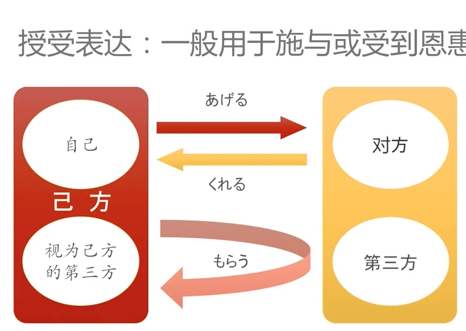 授受表达：一般用于施与或受到恩惠
あげる
自己
对方
くれる
己方
视为己方
的第三方
もらう
第三方